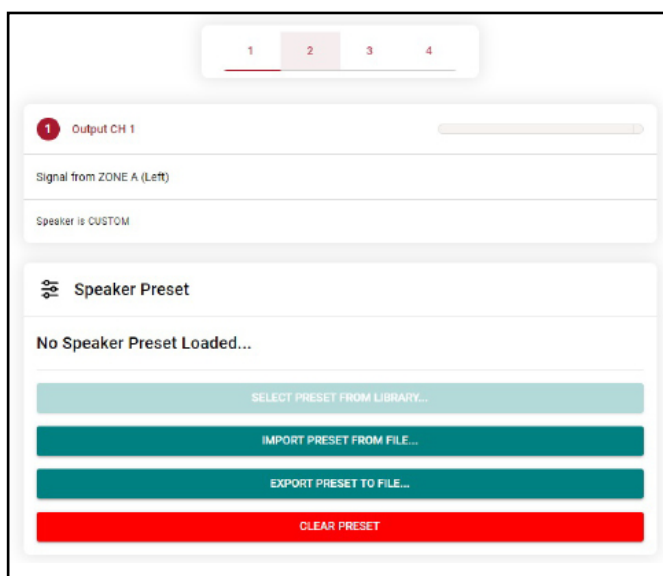 1 2 3 4
1 Output CH 1
Signal from ZONE A (Left)
Speaker is CUSTOM
Speaker Preset
No Speaker Preset Loaded...
SELECT PRESET FROM LIBRARY...
IMPORT PRESET FROM FILE...
EXPORT PRESET TO FILE...
CLEAR PRESET